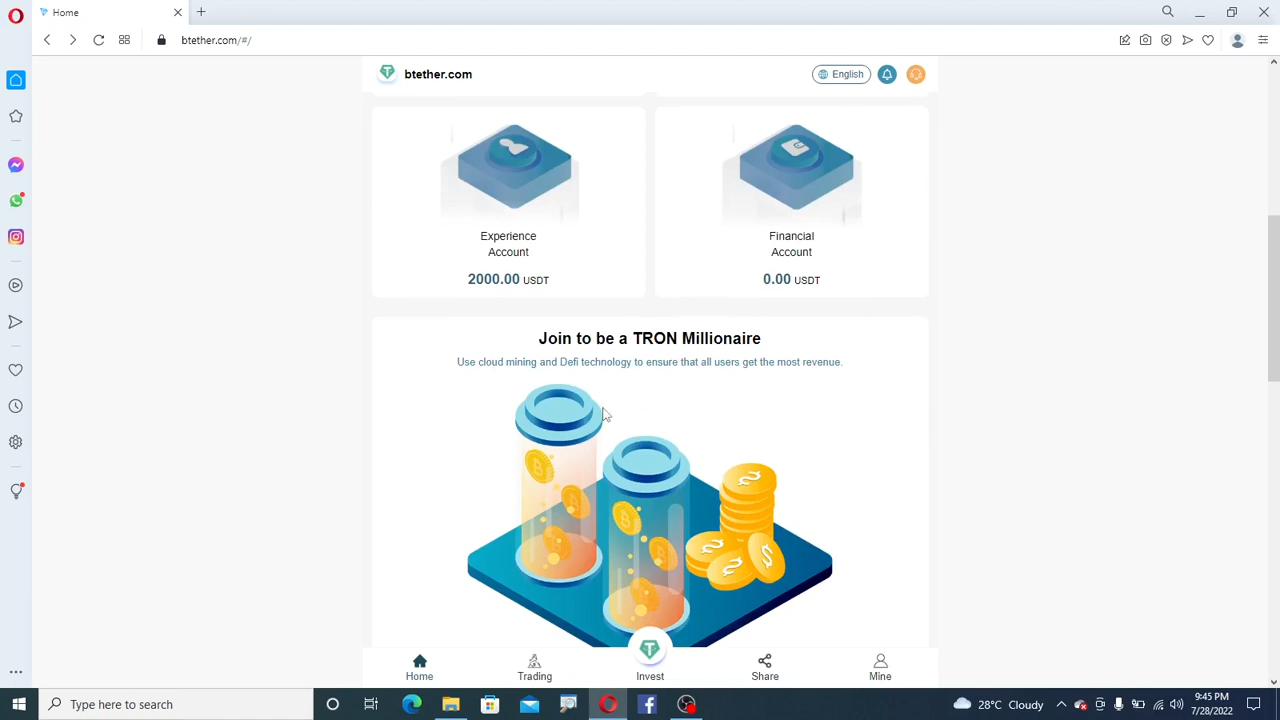 Home
btether.com/#/
btether.com
English
Experience
Account
2000.00 USDT
Financial
Account
0.00 USDT
Join to be a TRON Millionaire
Use cloud mining and Defi technology to ensure that all users get the most revenue.
Home
Trading
Invest
Share
Mine
Type here to search
28°C Cloudy
9:45 PM
7/28/2022